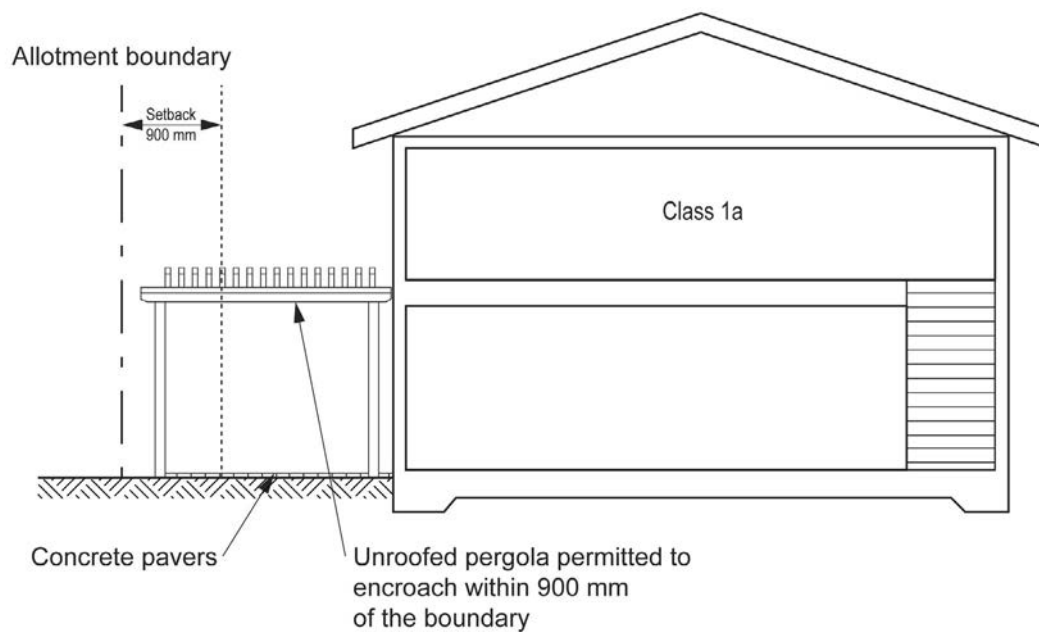 Allotment boundary
Setback
900 mm
Class 1a
Concrete pavers
Unroofed pergola permitted to
encroach within 900 mm
of the boundary